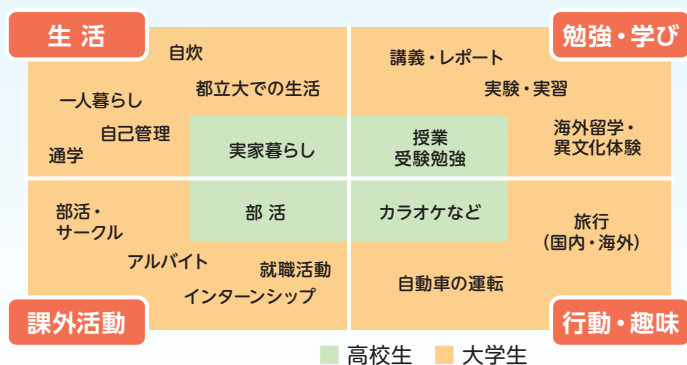 生 活
自炊
都立大での生活
一人暮らし
自己管理
通学
実家暮らし
勉強・学び
講義・レポート
実験・実習
海外留学・
異文化体験
授業
受験勉強
部活・
サークル
部 活
アルバイト
就職活動
インターンシップ
課外活動
カラオケなど
旅行
(国内・海外)
自動車の運転
行動・趣味
高校生 大学生